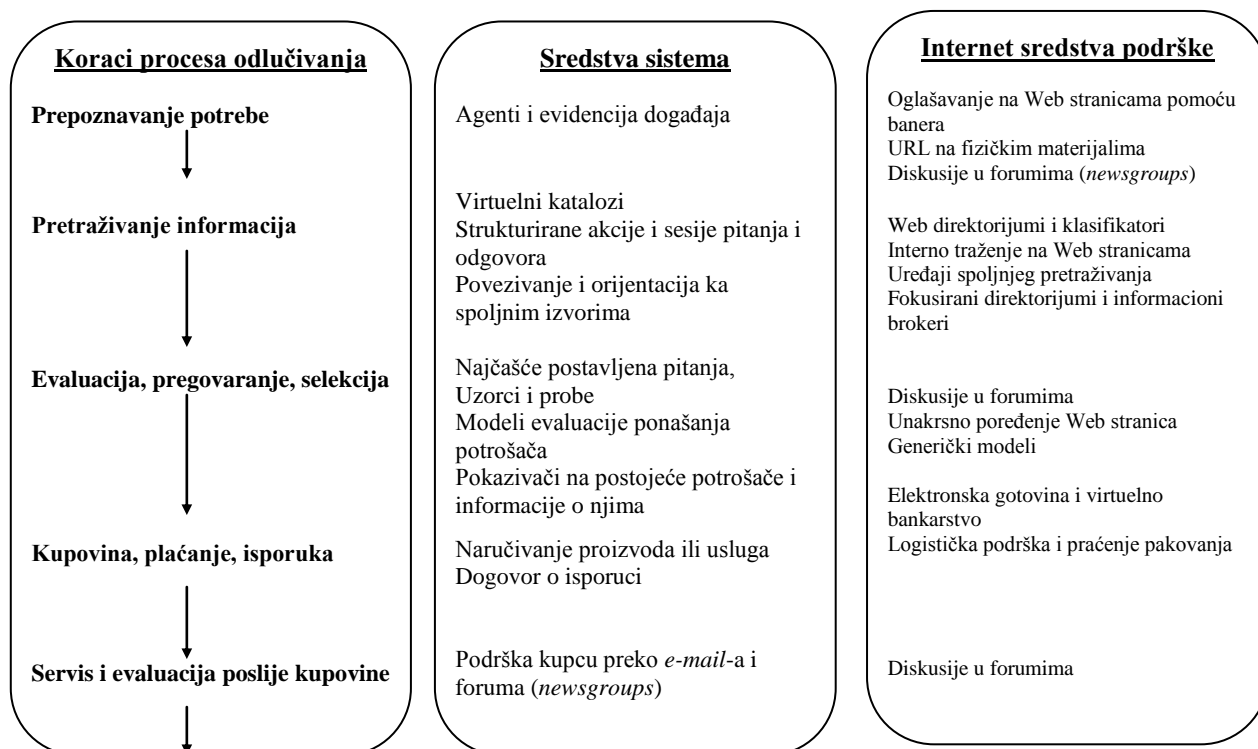 Koraci procesa odlučivanja
Prepoznavanje potrebe
Pretraživanje informacija
Evaluacija, pregovaranje, selekcija
Kupovina, plaćanje, isporuka
Servis i evaluacija poslije kupovine
Sredstva sistema
Agenti i evidencija događaja
Virtuelni katalozi
Strukturirane akcije i sesije pitanja i
odgovora
Povezivanje i orijentacija ka
spoljnim izvorima
Najčašće postavljena pitanja,
Uzorci i probe
Modeli evaluacije ponašanja
potrošača
Pokazivači na postojeće potrošače i
informacije o njima
Naručivanje proizvoda ili usluga
Dogovor o isporuci
Podrška kupcu preko e-mail-a i
foruma (newsgroups)
Internet sredstva podrške
Oglašavanje na Web stranicama pomoću
banera
URL na fizičkim materijalima
Diskusije u forumima (newsgroups)
Web direktorijumi i klasifikatori
Interno traženje na Web stranicama
Uređaji spoljnjeg pretraživanja
Fokusirani direktorijumi i informacioni
brokeri
Diskusije u forumima
Unakrsno poređenje Web stranica
Generički modeli
Elektronska gotovina i virtuelno
bankarstvo
Logistička podrška i praćenje pakovanja
Diskusije u forumima